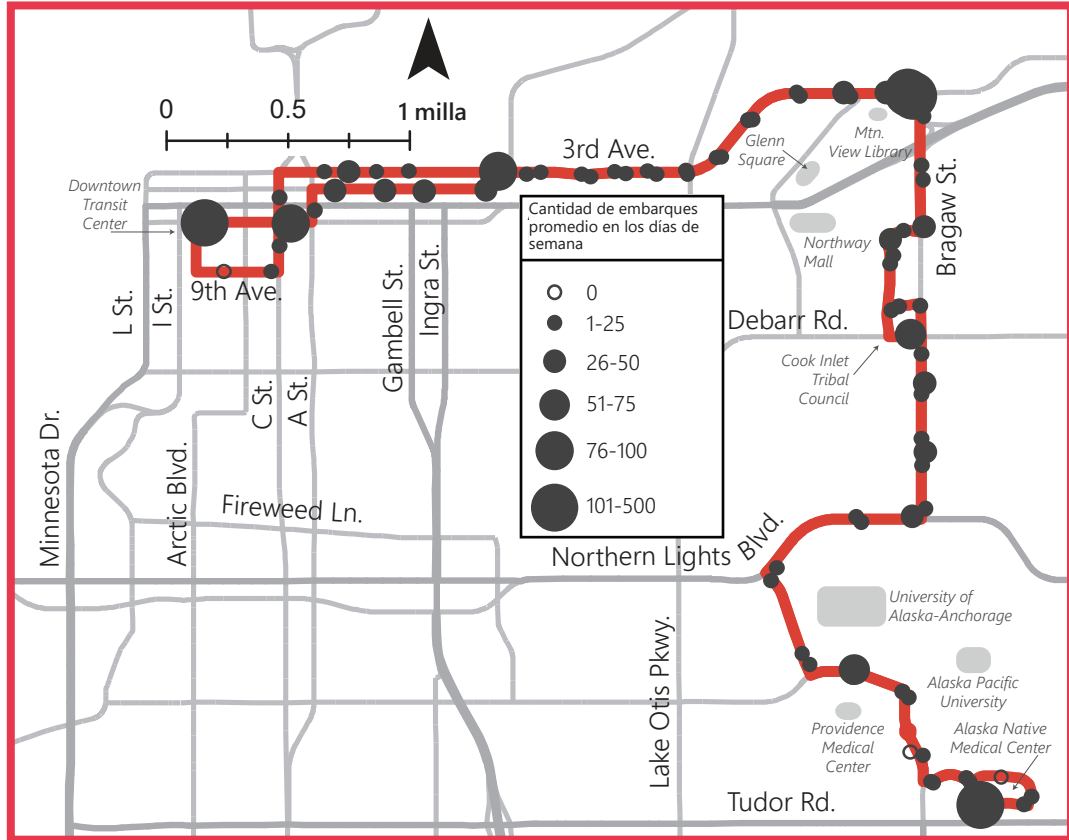 0
0.5
1 milla
3rd Ave.
Glenn
Square
Mtn.
View Library
Downtown
Transit
Center
Cantidad de embarques
promedio en los días de
semana
0
1-25
26-50
51-75
76-100
101-500
Northway
Mall
Bragaw St.
9th Ave.
L St.
I St.
Gambell St.
Ingra St.
Debarr Rd.
Cook Inlet
Tribal
Council
C St.
A St.
Minnesota Dr.
Arctic Blvd.
Fireweed Ln.
Northern Lights Blvd.
University of
Alaska-Anchorage
Lake Otis Pkwy.
Alaska Pacific
University
Providence
Medical
Center
Alaska Native
Medical Center
Tudor Rd.